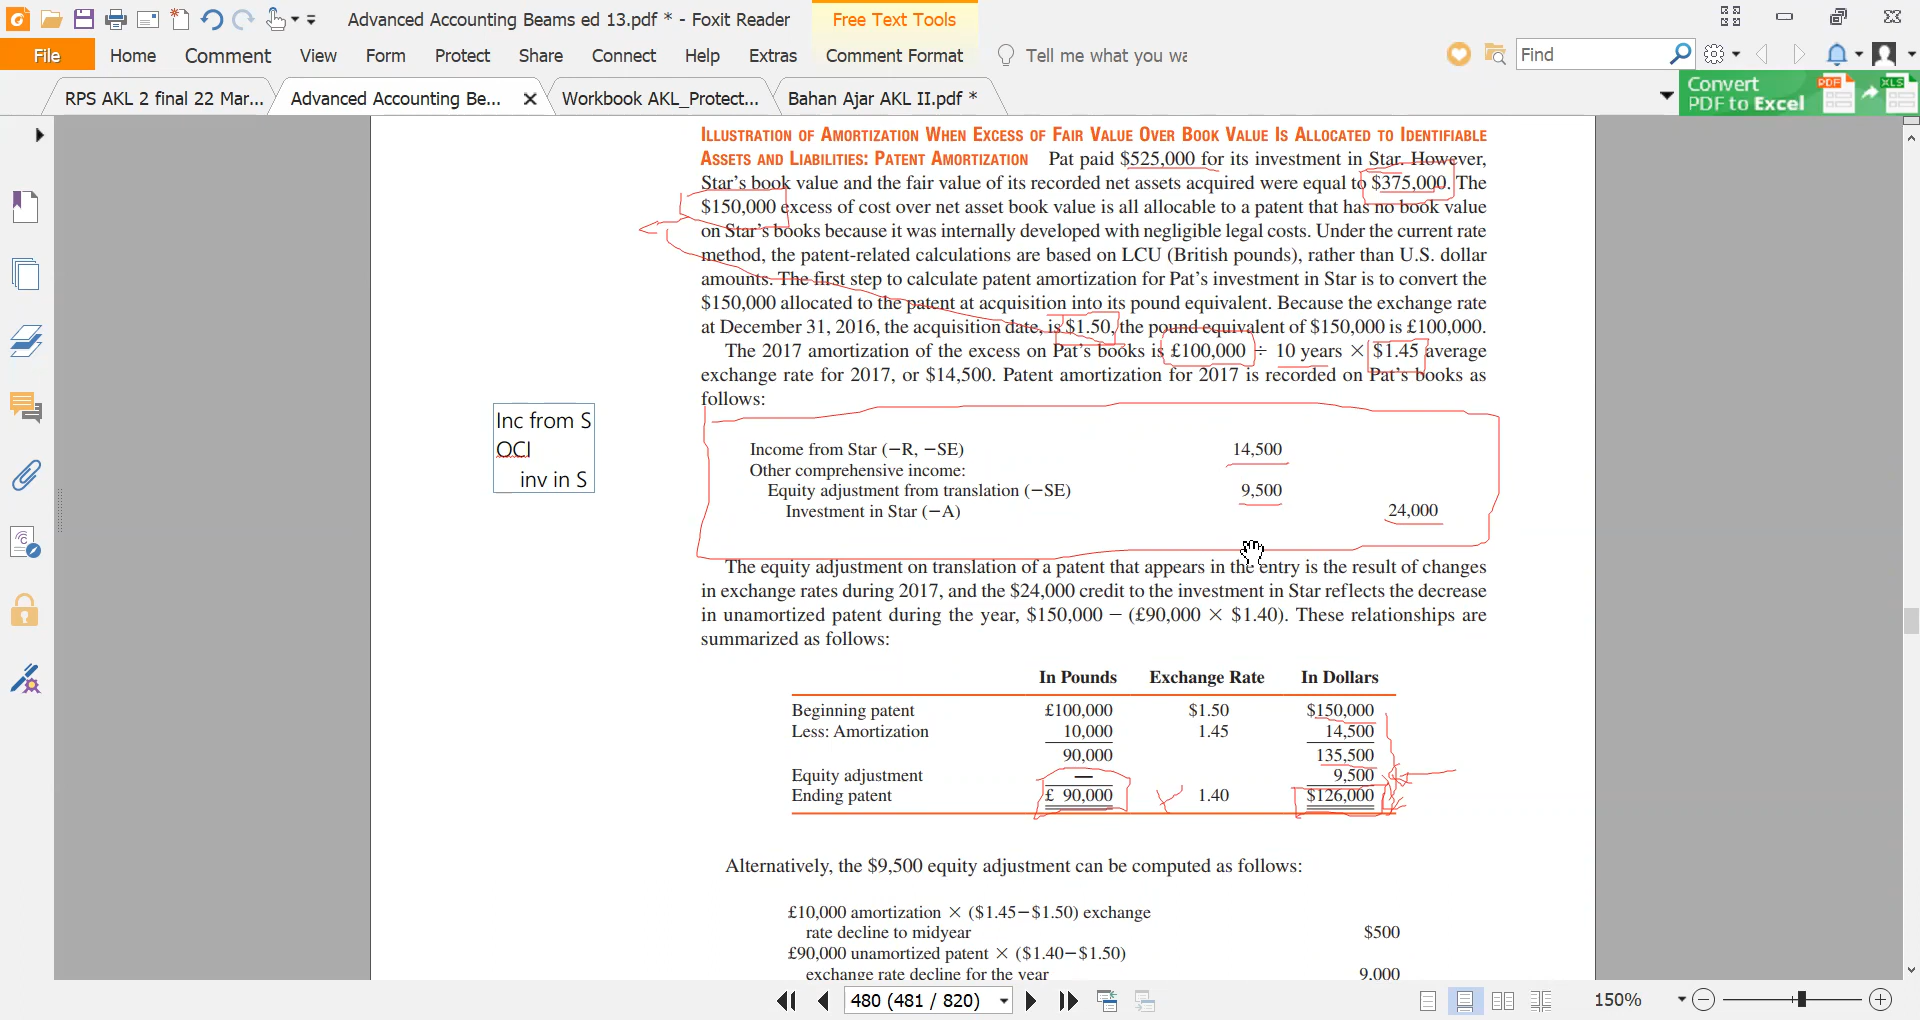 Advanced Accounting Beams ed 13.pdf * - Foxit Reader
Free Text Tools
File Home Comment View Form Protect Share Connect Help Extras Comment Format Tell me what you wa
Find
RPS AKL 2 final 22 Mar...
Advanced Accounting Be...
Workbook AKL_Protect...
Bahan Ajar AKL II.pdf *
Convert
PDF to Excel
PDF
XLS
ILLUSTRATION OF AMORTIZATION WHEN EXCESS OF FAIR VALUE OVER BOOK VALUE IS ALLOCATED TO IDENTIFIABLE
ASSETS AND LIABILITIES: PATENT AMORTIZATION Pat paid $525,000 for its investment in Star. However,
Star's book value and the fair value of its recorded net assets acquired were equal to $375,000. The
$150,000 excess of cost over net asset book value is all allocable to a patent that has no book value
on Star's books because it was internally developed with negligible legal costs. Under the current rate
method, the patent-related calculations are based on LCU (British pounds), rather than U.S. dollar
amounts. The first step to calculate patent amortization for Pat's investment in Star is to convert the
$150,000 allocated to the patent at acquisition into its pound equivalent. Because the exchange rate
at December 31, 2016, the acquisition date, is $1.50, the pound equivalent of $150,000 is £100,000.
The 2017 amortization of the excess on Pat's books is £100,000 ÷ 10 years × $1.45 average
exchange rate for 2017, or $14,500. Patent amortization for 2017 is recorded on Pat's books as
follows:
Inc from S
OCI
inv in S
Income from Star (−R, −SE) 14,500
Other comprehensive income:
Equity adjustment from translation (−SE) 9,500
Investment in Star (−A) 24,000
The equity adjustment on translation of a patent that appears in the entry is the result of changes
in exchange rates during 2017, and the $24,000 credit to the investment in Star reflects the decrease
in unamortized patent during the year, $150,000 − (£90,000 × $1.40). These relationships are
summarized as follows:
In Pounds Exchange Rate In Dollars
Beginning patent £100,000 $1.50 $150,000
Less: Amortization 10,000 1.45 14,500
90,000 135,500
Equity adjustment — 9,500
Ending patent £ 90,000 1.40 $126,000
Alternatively, the $9,500 equity adjustment can be computed as follows:
£10,000 amortization × ($1.45−$1.50) exchange
rate decline to midyear $500
£90,000 unamortized patent × ($1.40−$1.50)
exchange rate decline for the year 9,000
480 (481 / 820)
150%